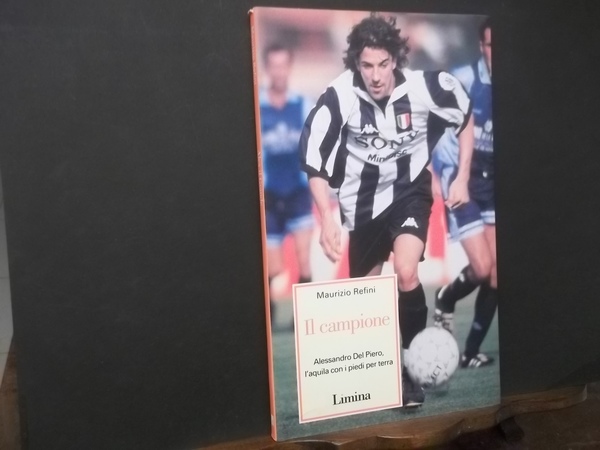 SONY
Maurizio Refini
Il campione
Alessandro Del Piero,
l'aquila con i piedi per terra
Limina